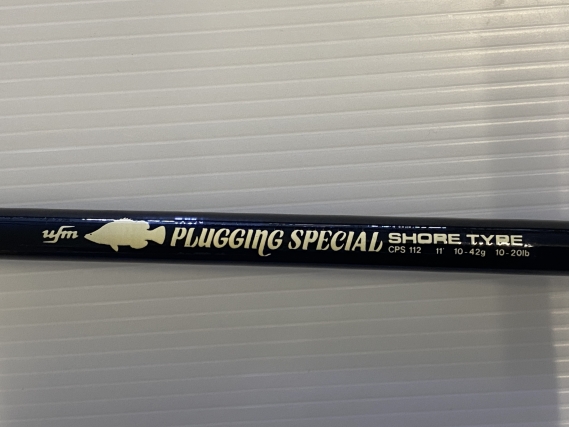 ufm PLUGGING SPECIAL SHORE TYPE
CPS 112 11' 10-42g 10-20lb